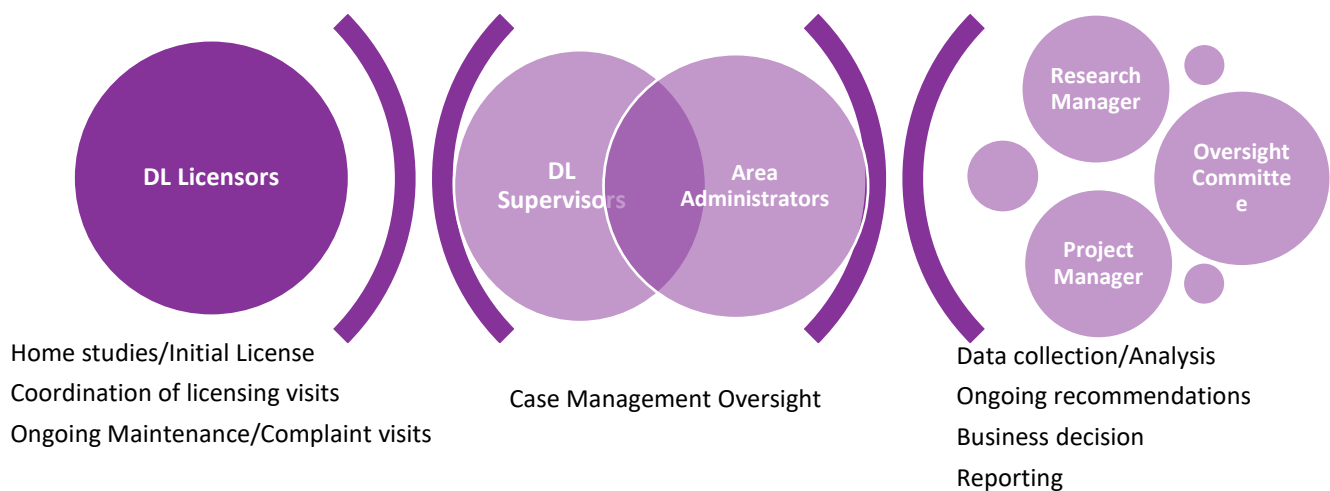 DL Licensors
Home studies/Initial License
Coordination of licensing visits
Ongoing Maintenance/Complaint visits
DL
Supervisors
Area
Administrators
Case Management Oversight
Research
Manager
Oversight
Committe
e
Project
Manager
Data collection/Analysis
Ongoing recommendations
Business decision
Reporting